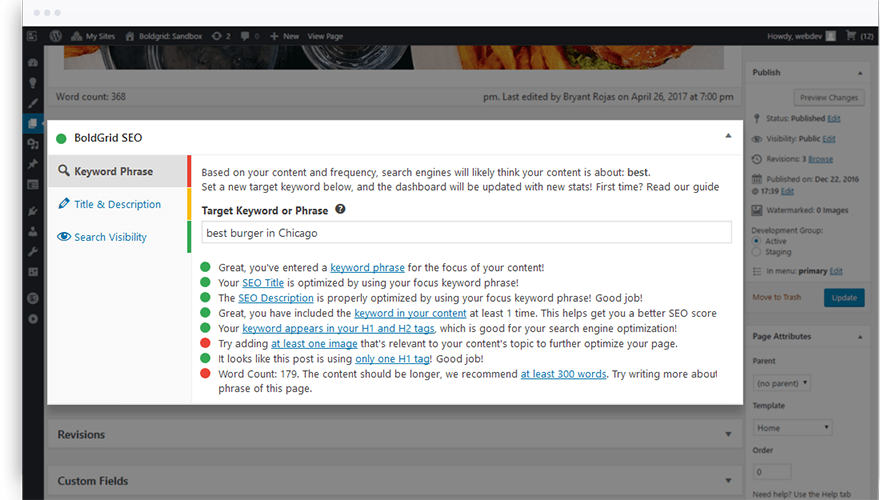 My Sites Boldgrid: Sandbox 2 0 New View Page Howdy, webdev (12)
Word count: 368 pm. Last edited by Bryant Rojas on April 26, 2017 at 7:00 pm
BoldGrid SEO
Keyword Phrase
Title & Description
Search Visibility
Based on your content and frequency, search engines will likely think your content is about: best.
Set a new target keyword below, and the dashboard will be updated with new stats! First time? Read our guide
Target Keyword or Phrase ?
best burger in Chicago
Great, you've entered a keyword phrase for the focus of your content!
Your SEO Title is optimized by using your focus keyword phrase!
The SEO Description is properly optimized by using your focus keyword phrase! Good job!
Great, you have included the keyword in your content at least 1 time. This helps get you a better SEO score
Your keyword appears in your H1 and H2 tags, which is good for your search engine optimization!
Try adding at least one image that's relevant to your content's topic to further optimize your page.
It looks like this post is using only one H1 tag! Good job!
Word Count: 179. The content should be longer, we recommend at least 300 words. Try writing more about
phrase of this page.
Revisions
Custom Fields
Publish
Preview Changes
Status: Published Edit
Visibility: Public Edit
Revisions: 3 Browse
Published on: Dec 22, 2016
@ 17:39 Edit
Watermarked: 0 Images
Development Group:
Active
Staging
In menu: primary Edit
Move to Trash Update
Page Attributes
Parent
(no parent)
Template
Home
Order
0
Need help? Use the Help tab